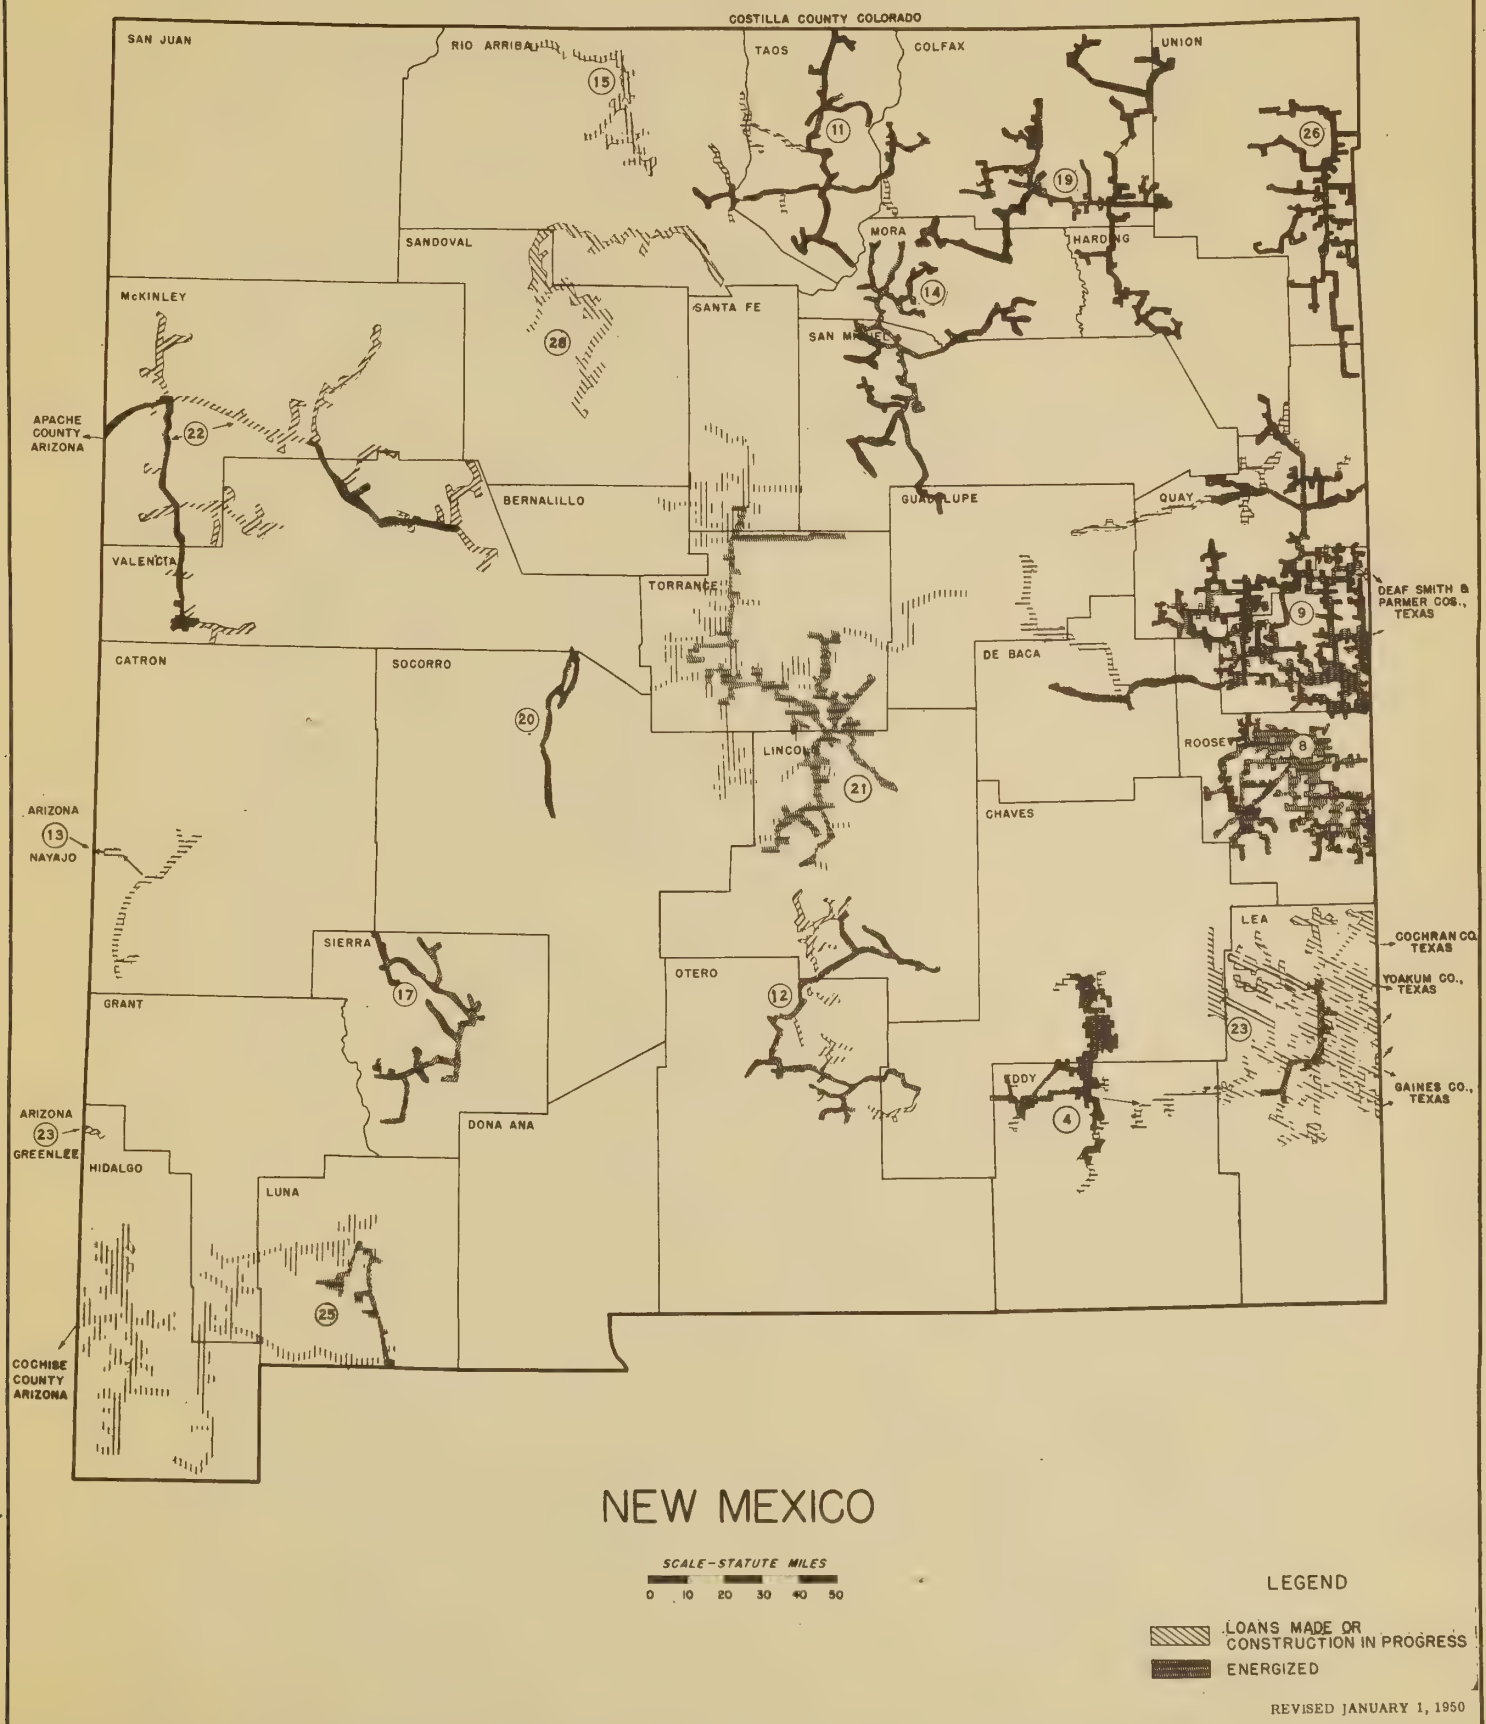 COSTILLA COUNTY COLORADO
SAN JUAN
RIO ARRIBA
TAOS
COLFAX
UNION
15
11
26
19
SANDOVAL
MORA
HARDING
McKINLEY
14
SANTA FE
28
SAN MIGUEL
APACHE
COUNTY
ARIZONA
22
BERNALILLO
GUADALUPE
QUAY
VALENCIA
TORRANCE
DEAF SMITH &
PARMER COS.,
TEXAS
9
CATRON
SOCORRO
DE BACA
20
LINCOLN
ROOSEV
8
21
ARIZONA
13
NAVAJO
CHAVES
SIERRA
LEA
COCHRAN CO.
TEXAS
OTERO
YOAKUM CO.,
TEXAS
17
12
GRANT
23
EDDY
GAINES CO.,
TEXAS
ARIZONA
23
GREENLEE
DONA ANA
4
HIDALGO
LUNA
25
COCHISE
COUNTY
ARIZONA
NEW MEXICO
SCALE-STATUTE MILES
0 10 20 30 40 50
LEGEND
LOANS MADE OR
CONSTRUCTION IN PROGRESS
ENERGIZED
REVISED JANUARY 1, 1950